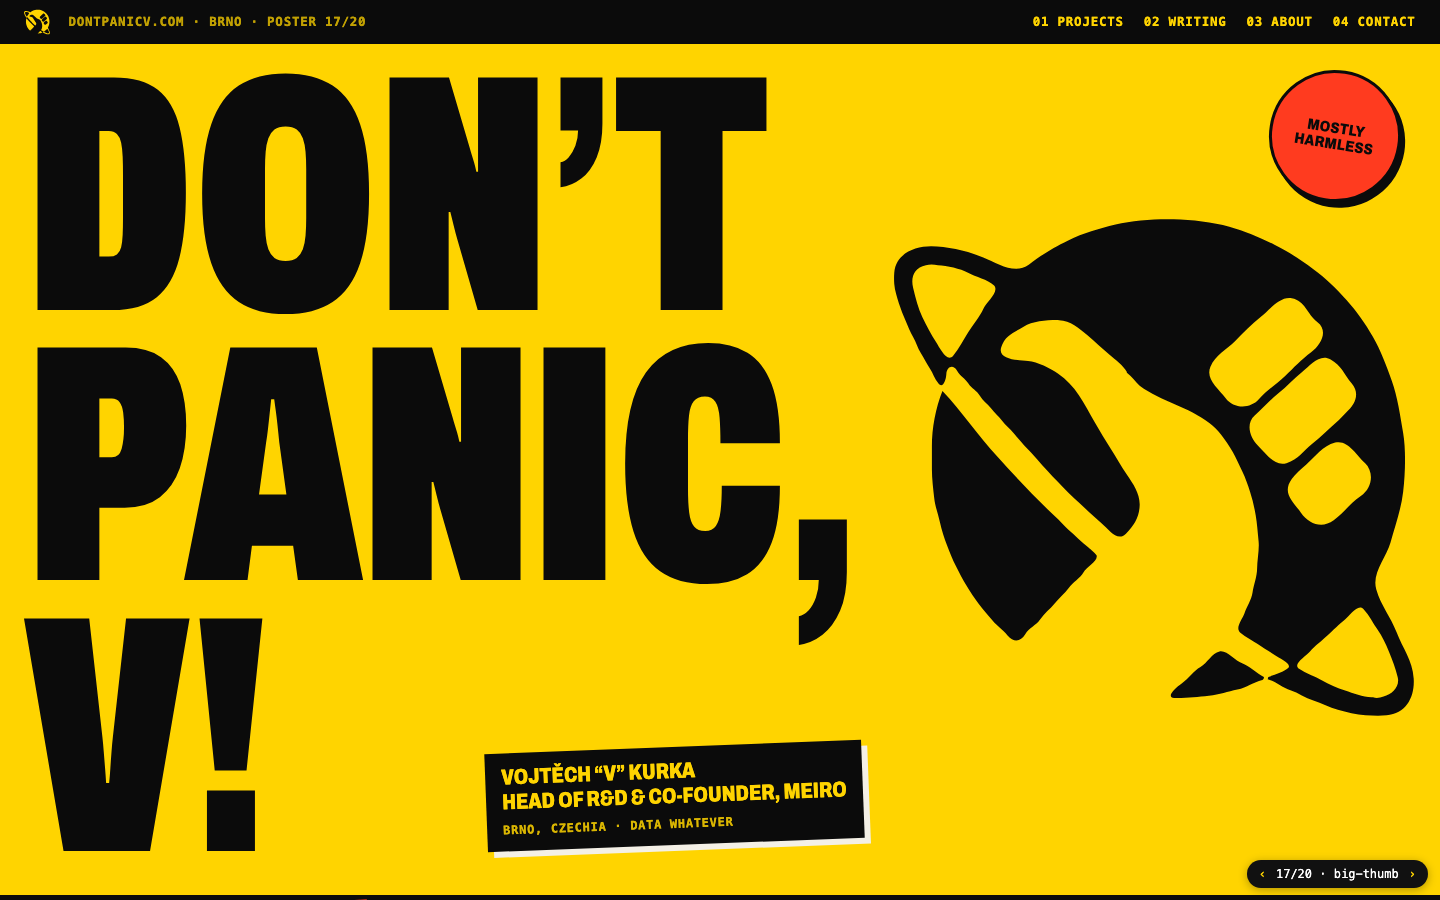 DONTPANICV.COM · BRNO · POSTER 17/20
01 PROJECTS 02 WRITING 03 ABOUT 04 CONTACT
DON’T
PANIC,
V!
MOSTLY
HARMLESS
VOJTĚCH “V” KURKA
HEAD OF R&D & CO-FOUNDER, MEIRO
BRNO, CZECHIA · DATA WHATEVER
‹ 17/20 · big-thumb ›